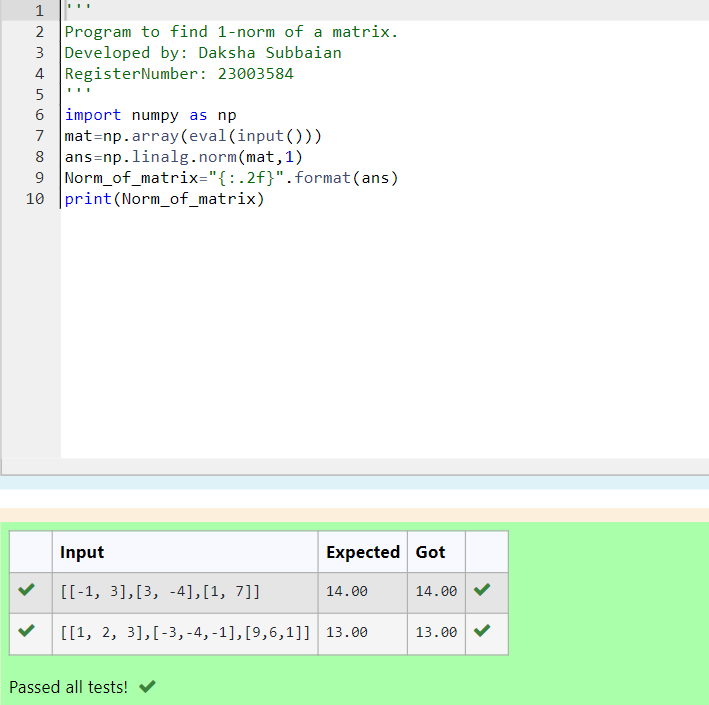 1 '''
2 Program to find 1-norm of a matrix.
3 Developed by: Daksha Subbaian
4 RegisterNumber: 23003584
5 '''
6 import numpy as np
7 mat=np.array(eval(input()))
8 ans=np.linalg.norm(mat,1)
9 Norm_of_matrix="{:.2f}".format(ans)
10 print(Norm_of_matrix)
Input Expected Got
[[-1, 3],[3, -4],[1, 7]] 14.00 14.00
[[1, 2, 3],[-3,-4,-1],[9,6,1]] 13.00 13.00
Passed all tests!